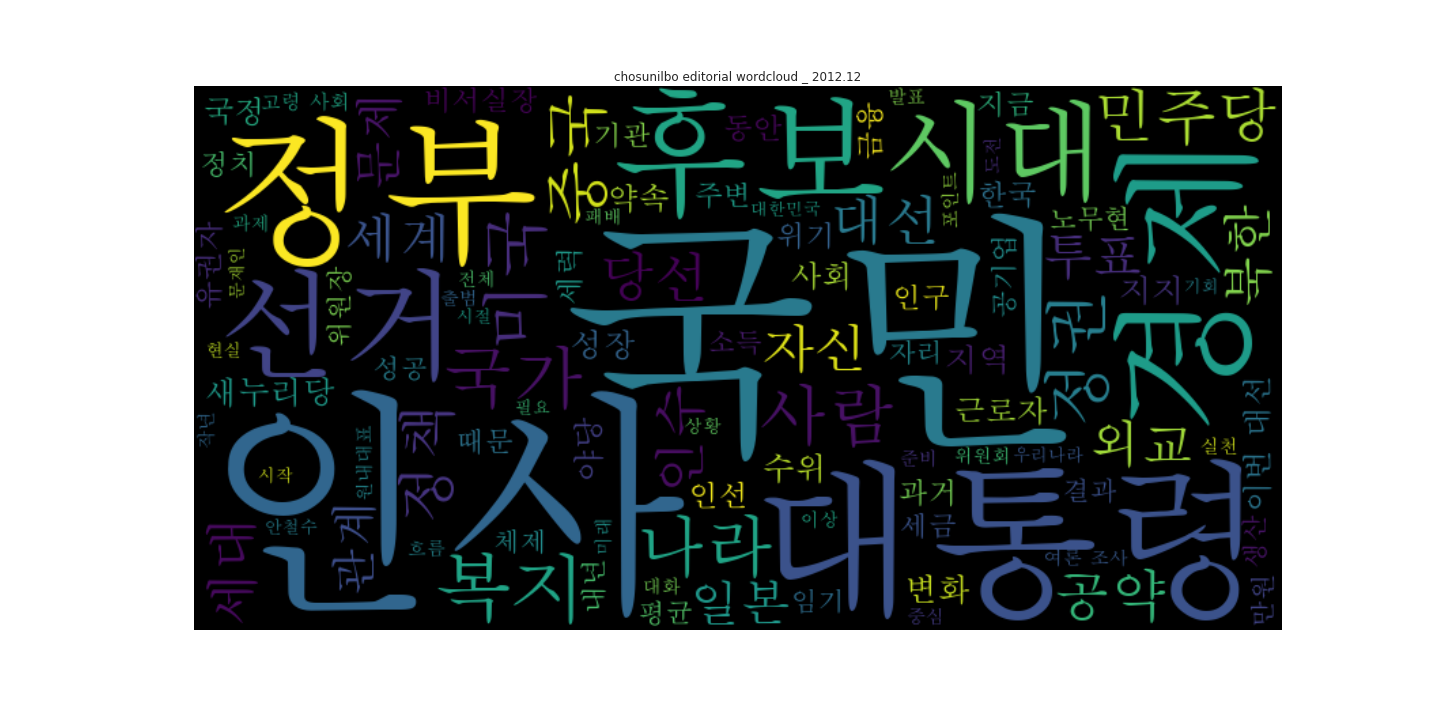 chosunilbo editorial wordcloud _ 2012.12
국정
고령 사회
문제
비서실장
중국
기관
후보
동안
발표
금융
시대
지금
도전
민주당
정치
정부
약속
주변
대한민국
포인트
한국
경제
과제
세계
미국
패배
위기
대선
노무현
투표
북한
유권자
문재인
위원장
선거
전체
출범
시절
세력
당선
국민
사회
인구
공기업
정권
지지
기회
현실
성공
국가
성장
소득
자신
자리
지역
새누리당
필요
인수
상황
사람
근로자
이번 대선
작년
인사
원내대표
정책
때문
야당
수위
외교
실천
준비
위원회
우리나라
시작
인선
대통령
과거
결과
세대
안철수
관계
흐름
체제
미래
나라
이상
세금
여론 조사
생산
복지
내년
대화
평균
일본
임기
변화
중심
공약
만원